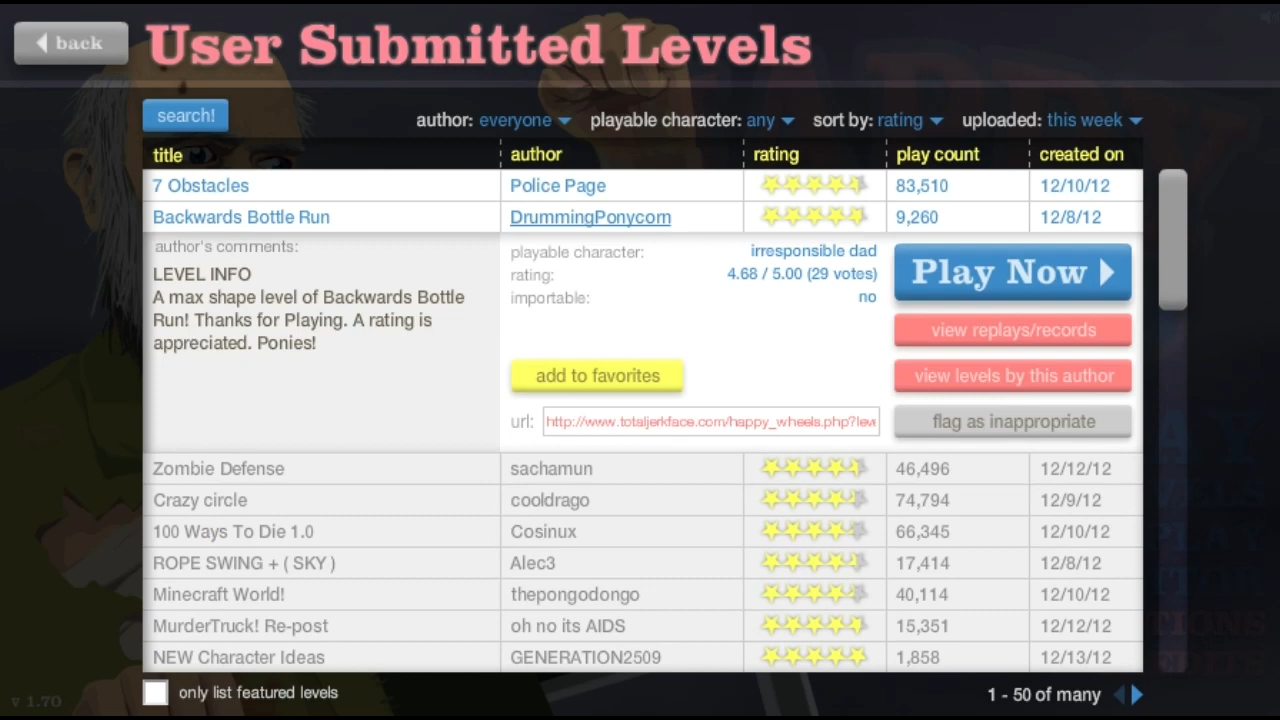 back
User Submitted Levels
search!
author: everyone playable character: any sort by: rating uploaded: this week
title author rating play count created on
7 Obstacles Police Page 83,510 12/10/12
Backwards Bottle Run DrummingPonycorn 9,260 12/8/12
author's comments:
LEVEL INFO
A max shape level of Backwards Bottle
Run! Thanks for Playing. A rating is
appreciated. Ponies!
playable character: irresponsible dad
rating: 4.68 / 5.00 (29 votes)
importable: no
add to favorites
url: http://www.totaljerkface.com/happy_wheels.php?lev
Play Now
view replays/records
view levels by this author
flag as inappropriate
Zombie Defense sachamun 46,496 12/12/12
Crazy circle cooldrago 74,794 12/9/12
100 Ways To Die 1.0 Cosinux 66,345 12/10/12
ROPE SWING + ( SKY ) Alec3 17,414 12/8/12
Minecraft World! thepongodongo 40,114 12/10/12
MurderTruck! Re-post oh no its AIDS 15,351 12/12/12
NEW Character Ideas GENERATION2509 1,858 12/13/12
only list featured levels
1 - 50 of many
v 1.70